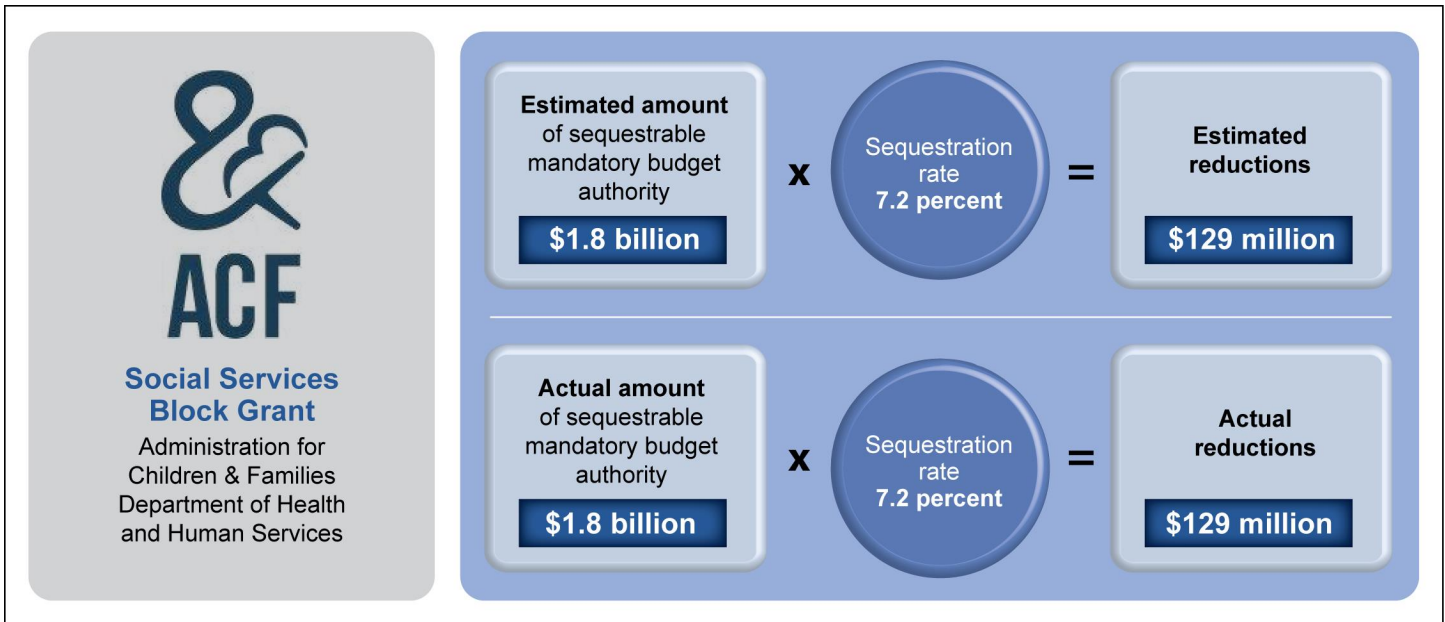 ACF
Social Services
Block Grant
Administration for
Children & Families
Department of Health
and Human Services
Estimated amount
of sequestrable
mandatory budget
authority
$1.8 billion
x
Sequestration
rate
7.2 percent
=
Estimated
reductions
$129 million
Actual amount
of sequestrable
mandatory budget
authority
$1.8 billion
x
Sequestration
rate
7.2 percent
=
Actual
reductions
$129 million